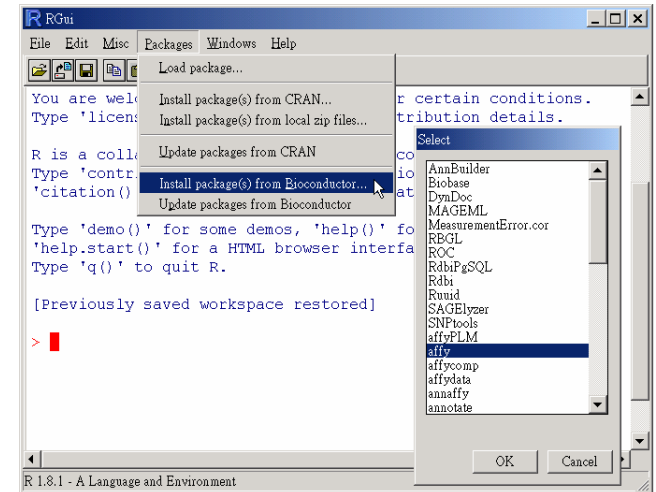 RGui
File Edit Misc Packages Windows Help
Load package...
Install package(s) from CRAN...
Install package(s) from local zip files...
Update packages from CRAN
Install package(s) from Bioconductor...
Update packages from Bioconductor
You are r certain conditions.
Type 'licens tribution details.
R is a coll co
Type 'contr
'citation() at
Type 'demo()' for some demos, 'help()' fo
'help.start()' for a HTML browser interfa
Type 'q()' to quit R.
[Previously saved workspace restored]
>
Select
AnnBuilder
Biobase
DynDoc
MAGEML
MeasurementError.cor
RBGL
ROC
RdbiPgSQL
Rdbi
Ruuid
SAGElyzer
SNPtools
affyPLM
affy
affycomp
affydata
annaffy
annotate
OK Cancel
R 1.8.1 - A Language and Environment